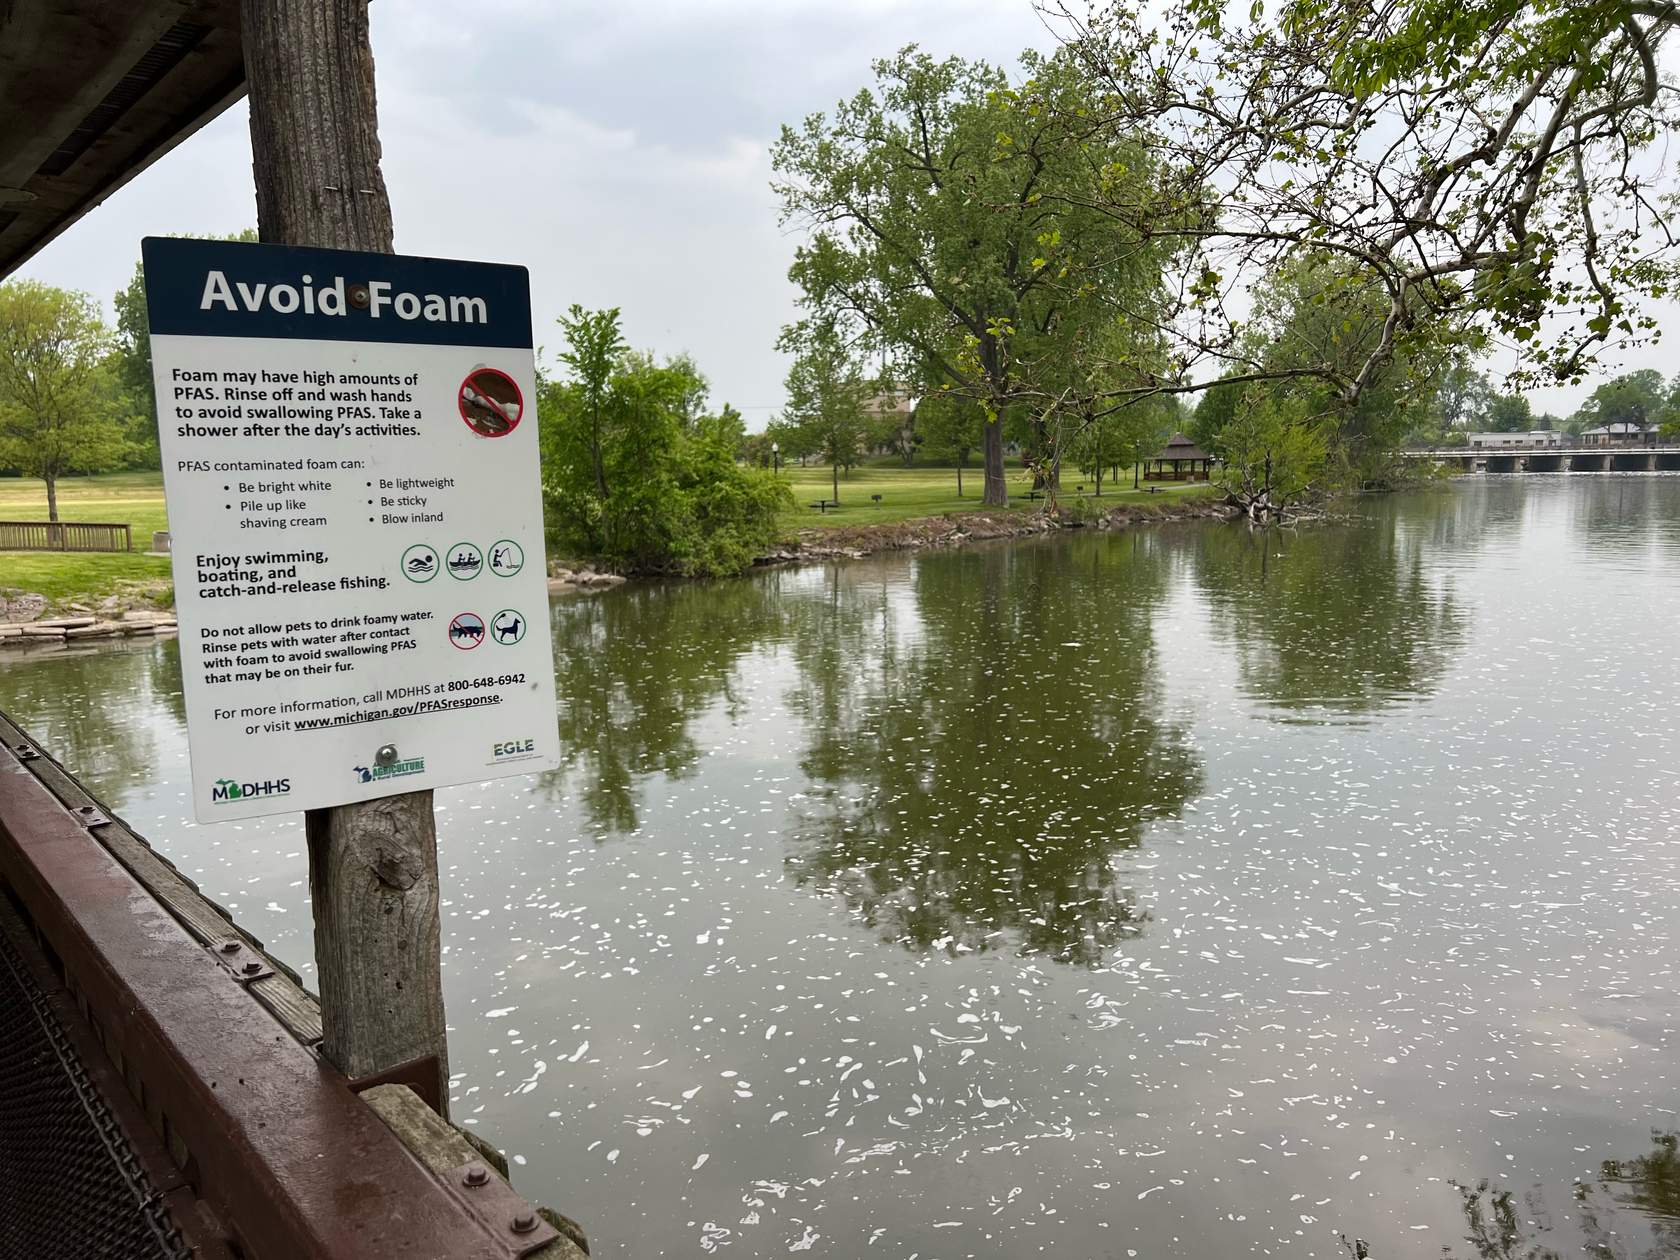 Avoid Foam
Foam may have high amounts of
PFAS. Rinse off and wash hands
to avoid swallowing PFAS. Take a
shower after the day's activities.
PFAS contaminated foam can:
• Be bright white
• Pile up like
shaving cream
• Be lightweight
• Be sticky
• Blow inland
Enjoy swimming,
boating, and
catch-and-release fishing.
Do not allow pets to drink foamy water.
Rinse pets with water after contact
with foam to avoid swallowing PFAS
that may be on their fur.
For more information, call MDHHS at 800-648-6942
or visit www.michigan.gov/PFASresponse.
MDHHS
AGRICULTURE
& Rural Development
EGLE